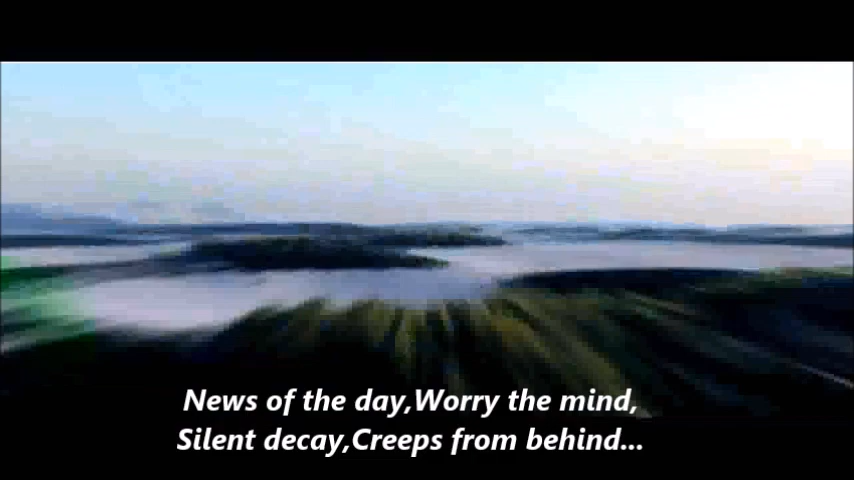 News of the day,Worry the mind,
Silent decay,Creeps from behind...